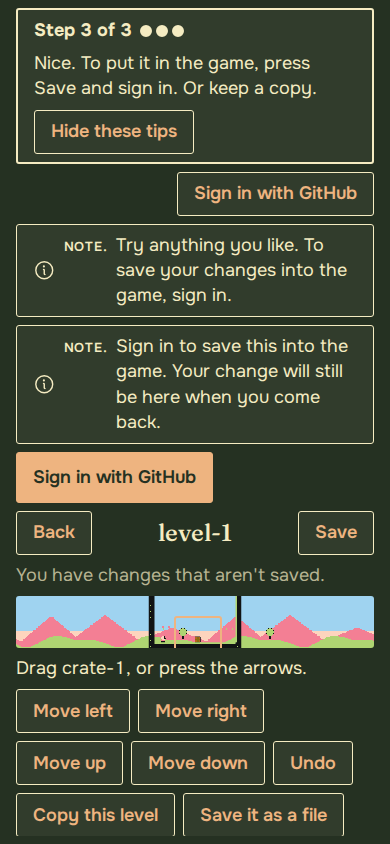 Step 3 of 3
Nice. To put it in the game, press
Save and sign in. Or keep a copy.
Hide these tips
Sign in with GitHub
NOTE. Try anything you like. To
save your changes into the
game, sign in.
NOTE. Sign in to save this into the
game. Your change will still
be here when you come
back.
Sign in with GitHub
Back level-1 Save
You have changes that aren't saved.
Drag crate-1, or press the arrows.
Move left Move right
Move up Move down Undo
Copy this level Save it as a file